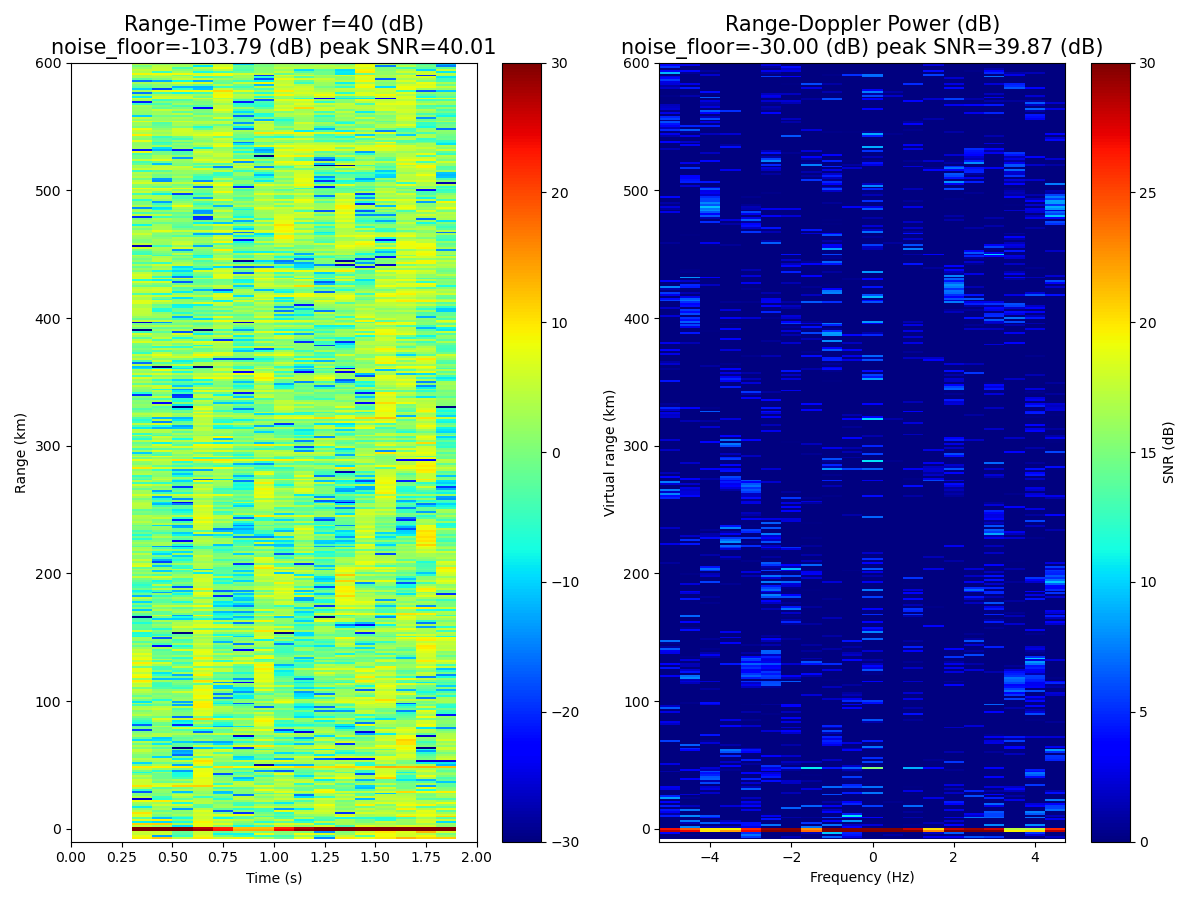 Range-Time Power f=40 (dB)
noise_floor=-103.79 (dB) peak SNR=40.01
Range (km)
600
500
400
300
200
100
0
0.00 0.25 0.50 0.75 1.00 1.25 1.50 1.75 2.00
Time (s)
30
20
10
0
−10
−20
−30
Range-Doppler Power (dB)
noise_floor=-30.00 (dB) peak SNR=39.87 (dB)
Virtual range (km)
600
500
400
300
200
100
0
−4 −2 0 2 4
Frequency (Hz)
30
25
20
15
10
5
0
SNR (dB)